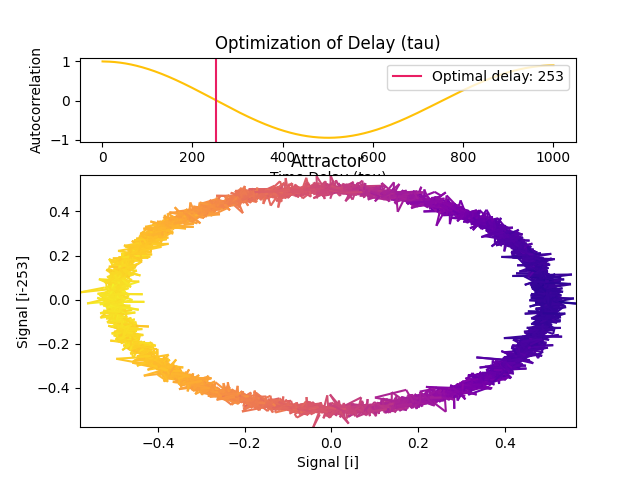 Optimization of Delay (tau)
Autocorrelation
1
0
−1
Optimal delay: 253
0
200
400
600
800
1000
Time Delay (tau)
Attractor
Signal [i-253]
0.4
0.2
0.0
−0.2
−0.4
−0.4
−0.2
0.0
0.2
0.4
Signal [i]